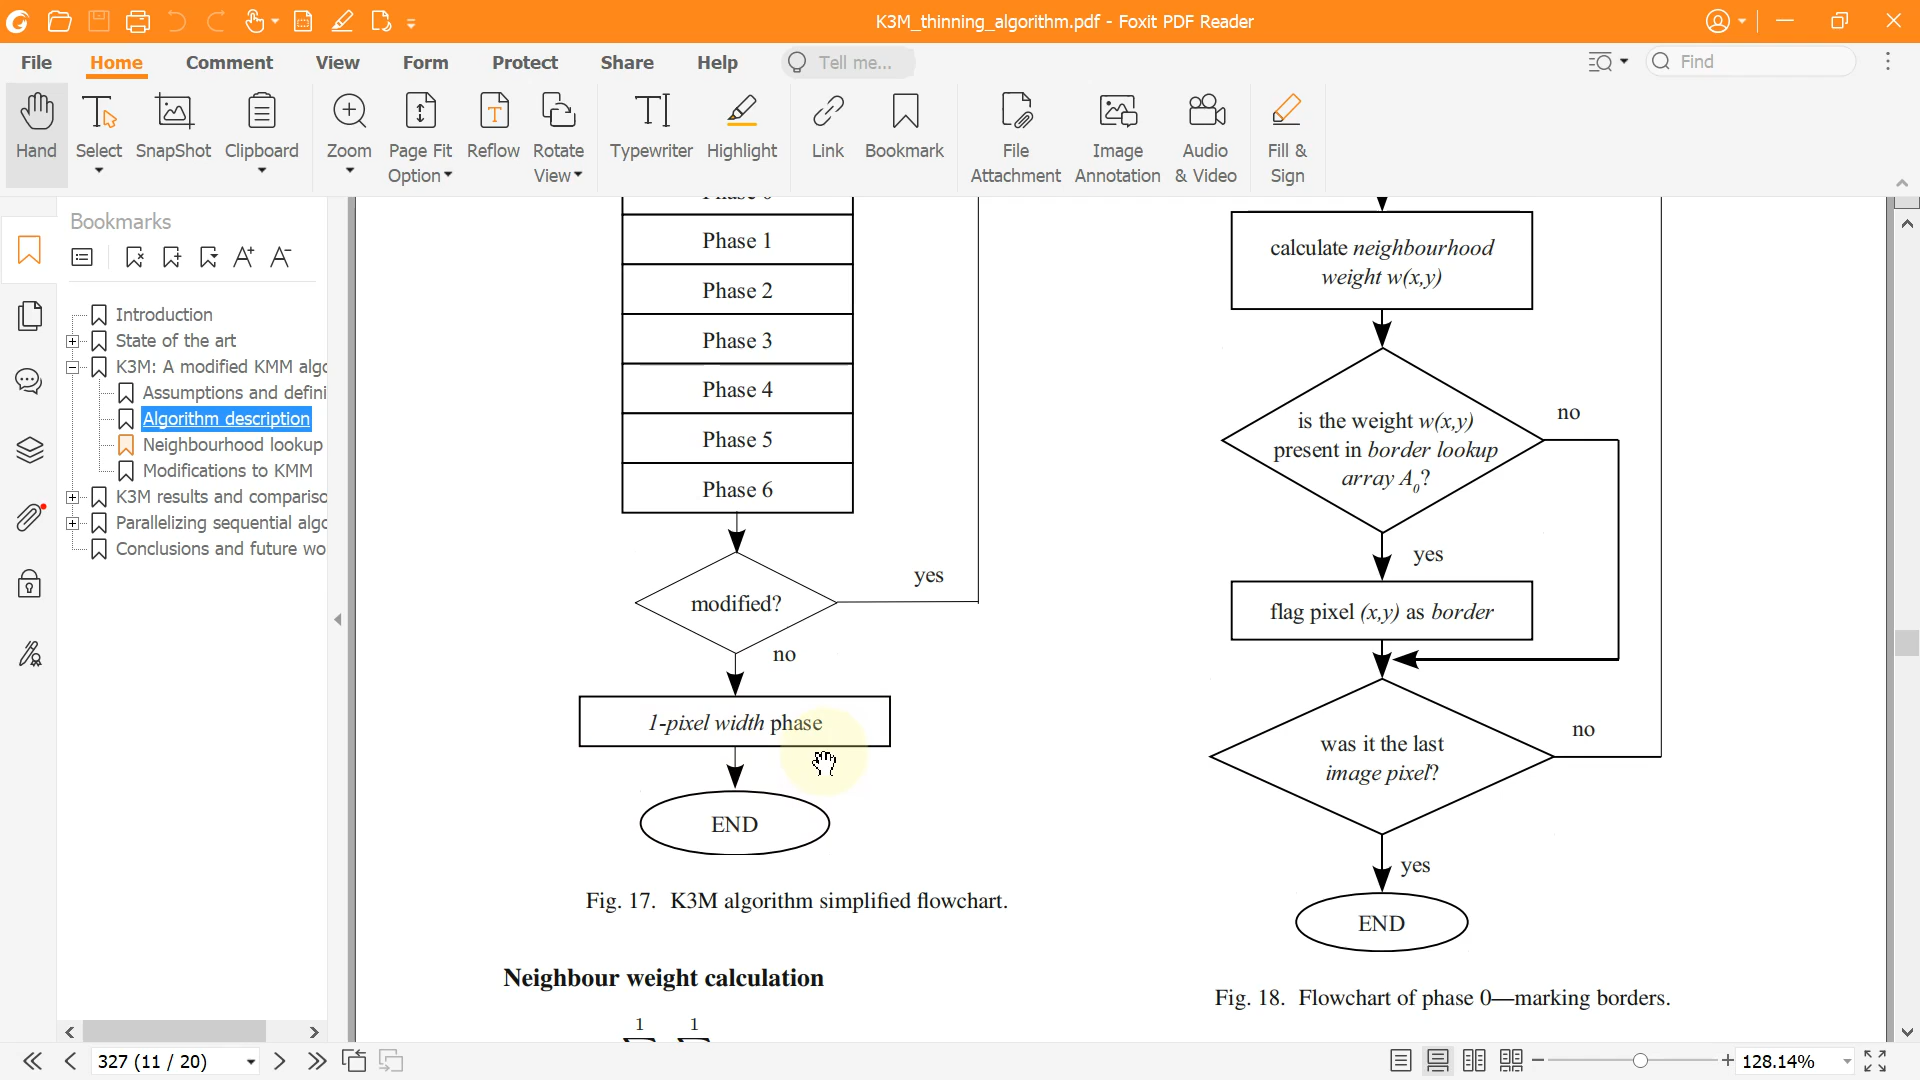 K3M_thinning_algorithm.pdf - Foxit PDF Reader
File Home Comment View Form Protect Share Help Tell me... Find
Hand Select SnapShot Clipboard Zoom Page Fit Option Reflow Rotate View Typewriter Highlight Link Bookmark File Attachment Image Annotation Audio & Video Fill & Sign
Bookmarks
Introduction
State of the art
K3M: A modified KMM algo
Assumptions and defini
Algorithm description
Neighbourhood lookup
Modifications to KMM
K3M results and compariso
Parallelizing sequential algo
Conclusions and future wo
Phase 1
Phase 2
Phase 3
Phase 4
Phase 5
Phase 6
modified?
yes
no
1-pixel width phase
END
Fig. 17. K3M algorithm simplified flowchart.
Neighbour weight calculation
1 1
calculate neighbourhood
weight w(x,y)
is the weight w(x,y)
present in border lookup
array A0?
no
yes
flag pixel (x,y) as border
was it the last
image pixel?
no
yes
END
Fig. 18. Flowchart of phase 0—marking borders.
327 (11 / 20)
128.14%